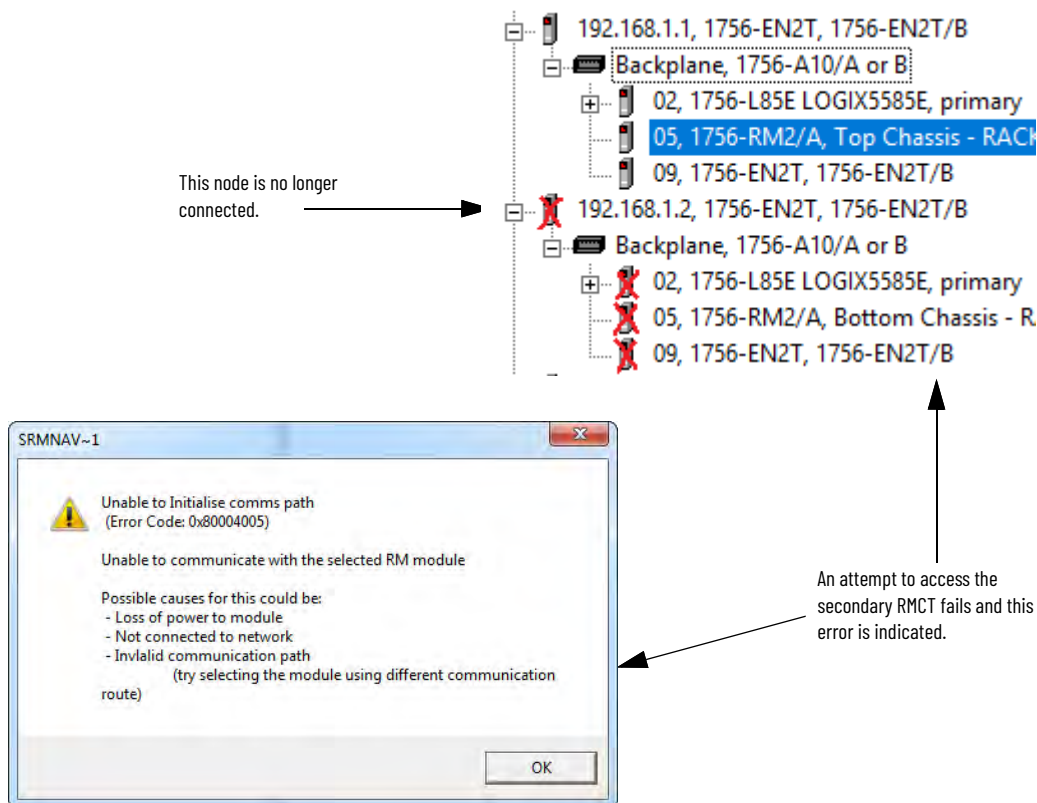 192.168.1.1, 1756-EN2T, 1756-EN2T/B
Backplane, 1756-A10/A or B
02, 1756-L85E LOGIX5585E, primary
05, 1756-RM2/A, Top Chassis - RACK
09, 1756-EN2T, 1756-EN2T/B
This node is no longer
connected.
192.168.1.2, 1756-EN2T, 1756-EN2T/B
Backplane, 1756-A10/A or B
02, 1756-L85E LOGIX5585E, primary
05, 1756-RM2/A, Bottom Chassis - R
09, 1756-EN2T, 1756-EN2T/B
SRMNAV~1
Unable to Initialise comms path
(Error Code: 0x80004005)
Unable to communicate with the selected RM module
Possible causes for this could be:
- Loss of power to module
- Not connected to network
- Invlalid communication path
(try selecting the module using different communication
route)
OK
An attempt to access the
secondary RMCT fails and this
error is indicated.